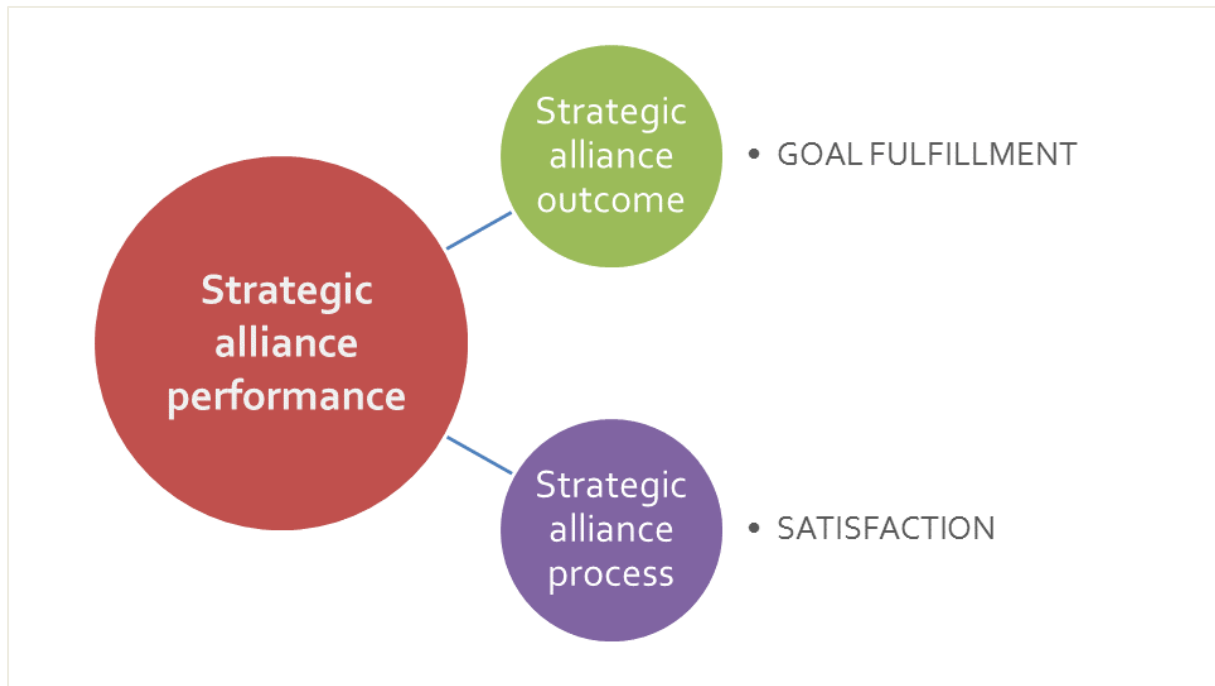 Strategic
alliance
performance
Strategic
alliance
outcome
• GOAL FULFILLMENT
Strategic
alliance
process
• SATISFACTION